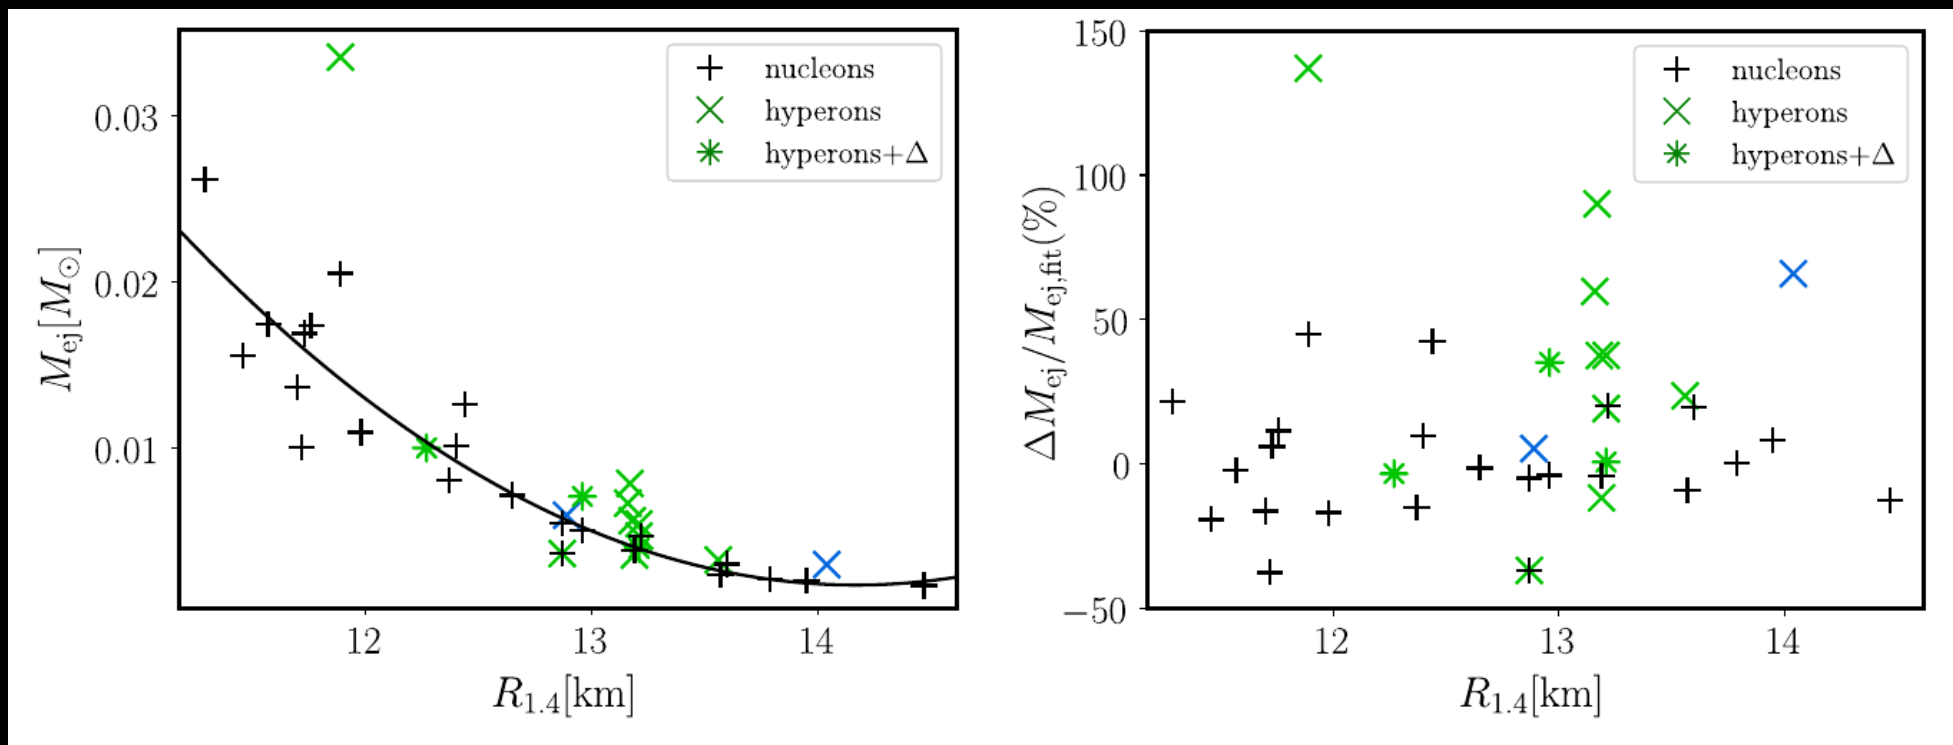 nucleons
hyperons
hyperons+Δ
0.03
0.02
0.01
M_ej[M_⊙]
12
13
14
R_1.4[km]
nucleons
hyperons
hyperons+Δ
150
100
50
0
−50
ΔM_ej/M_ej,fit(%)
12
13
14
R_1.4[km]